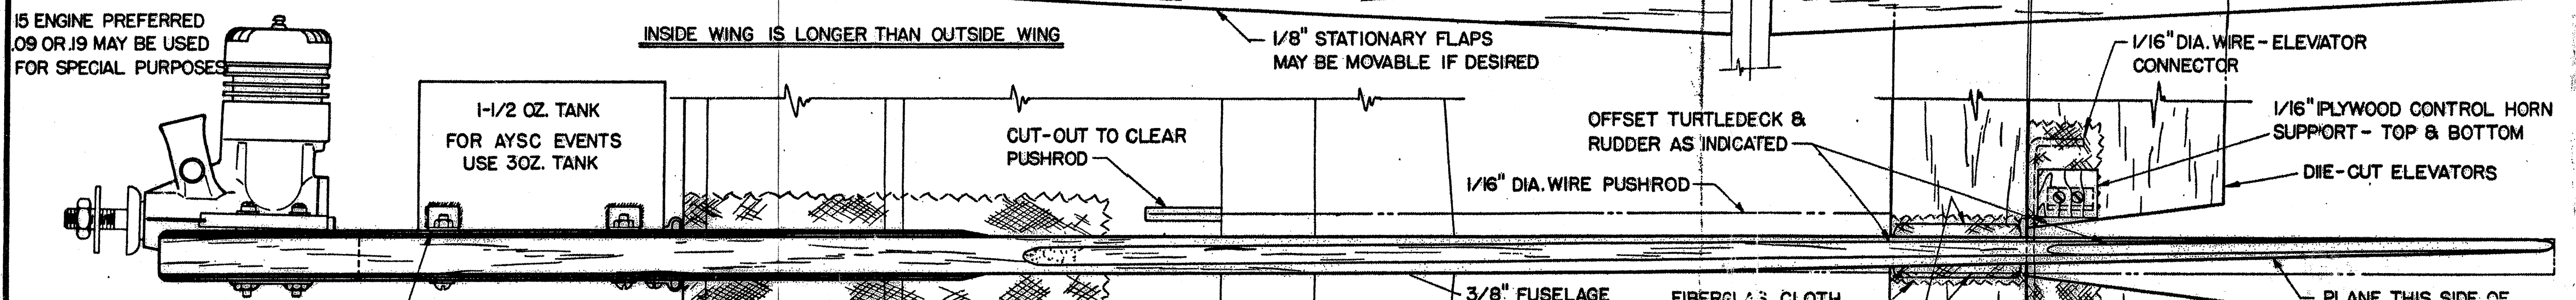 15 ENGINE PREFERRED
.09 OR .19 MAY BE USED
FOR SPECIAL PURPOSES
INSIDE WING IS LONGER THAN OUTSIDE WING
1/8" STATIONARY FLAPS
MAY BE MOVABLE IF DESIRED
1/16" DIA. WIRE - ELEVATOR
CONNECTOR
1-1/2 OZ. TANK
FOR AYSC EVENTS
USE 3OZ. TANK
CUT-OUT TO CLEAR
PUSHROD
OFFSET TURTLEDECK &
RUDDER AS INDICATED
1/16" DIA. WIRE PUSHROD
1/16" PLYWOOD CONTROL HORN
SUPPORT - TOP & BOTTOM
DIE-CUT ELEVATORS
3/8" FUSELAGE
FIBERGLAS CLOTH
PLANE THIS SIDE OF